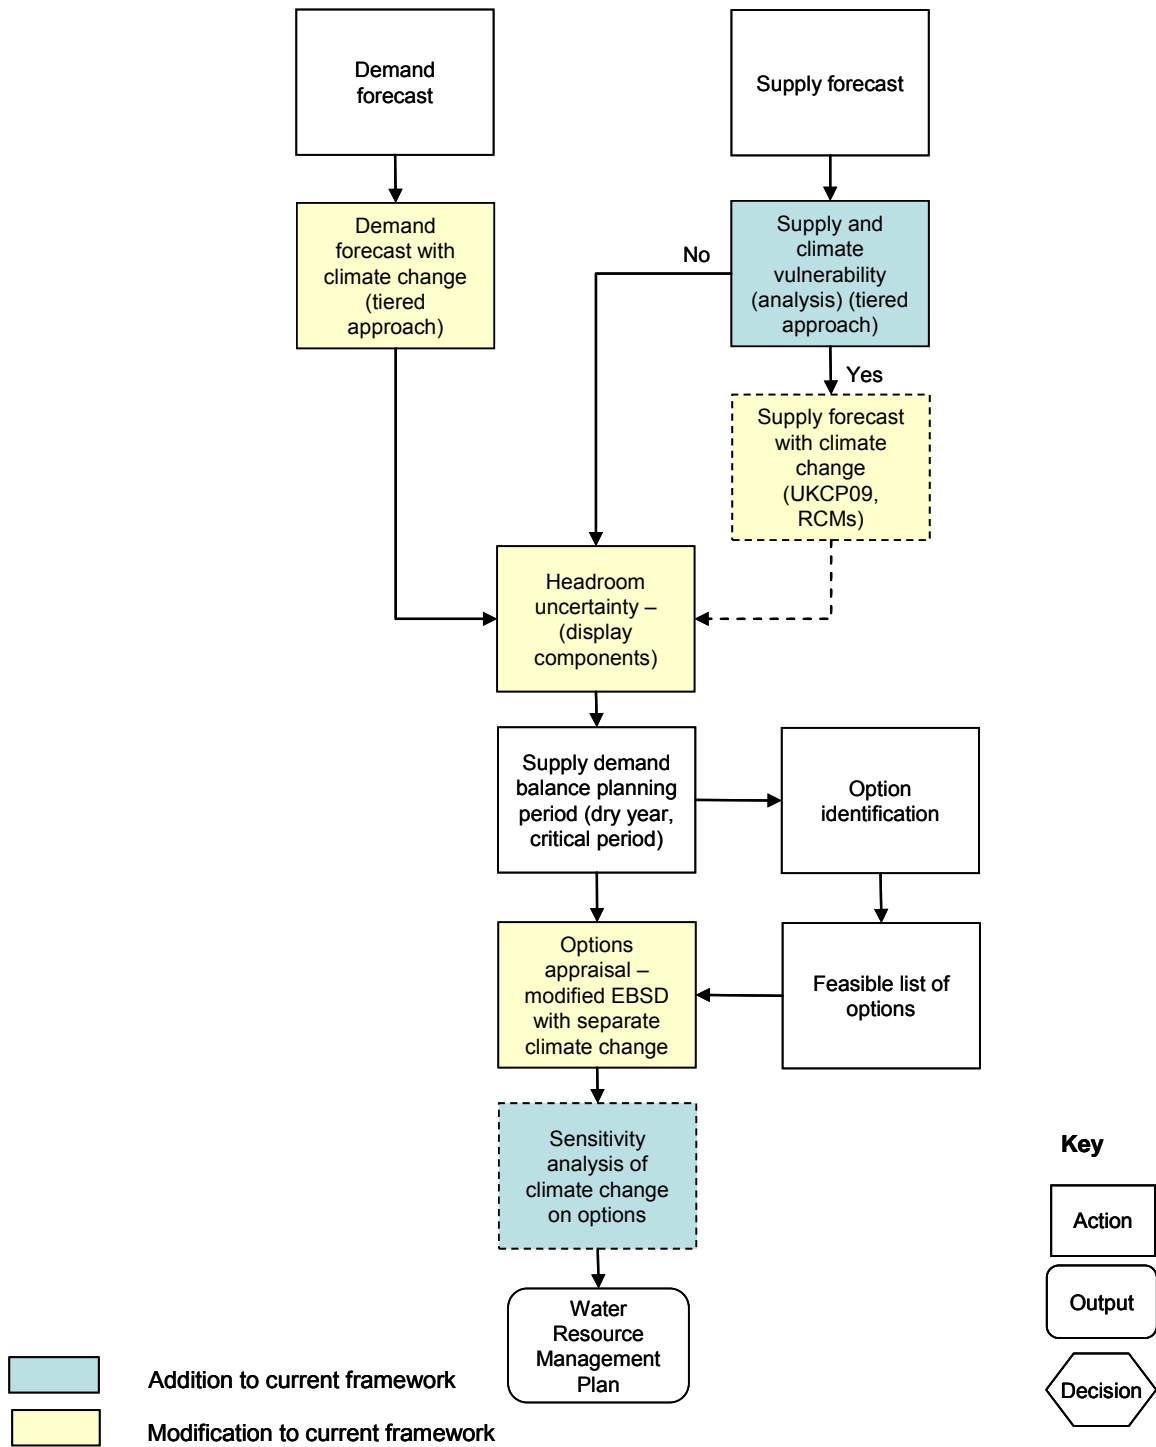 Demand
forecast
Supply forecast
Demand
forecast with
climate change
(tiered
approach)
No
Supply and
climate
vulnerability
(analysis) (tiered
approach)
Yes
Supply forecast
with climate
change
(UKCP09,
RCMs)
Headroom
uncertainty –
(display
components)
Supply demand
balance planning
period (dry year,
critical period)
Option
identification
Options
appraisal –
modified EBSD
with separate
climate change
Feasible list of
options
Sensitivity
analysis of
climate change
on options
Water
Resource
Management
Plan
Key
Action
Output
Decision
Addition to current framework
Modification to current framework